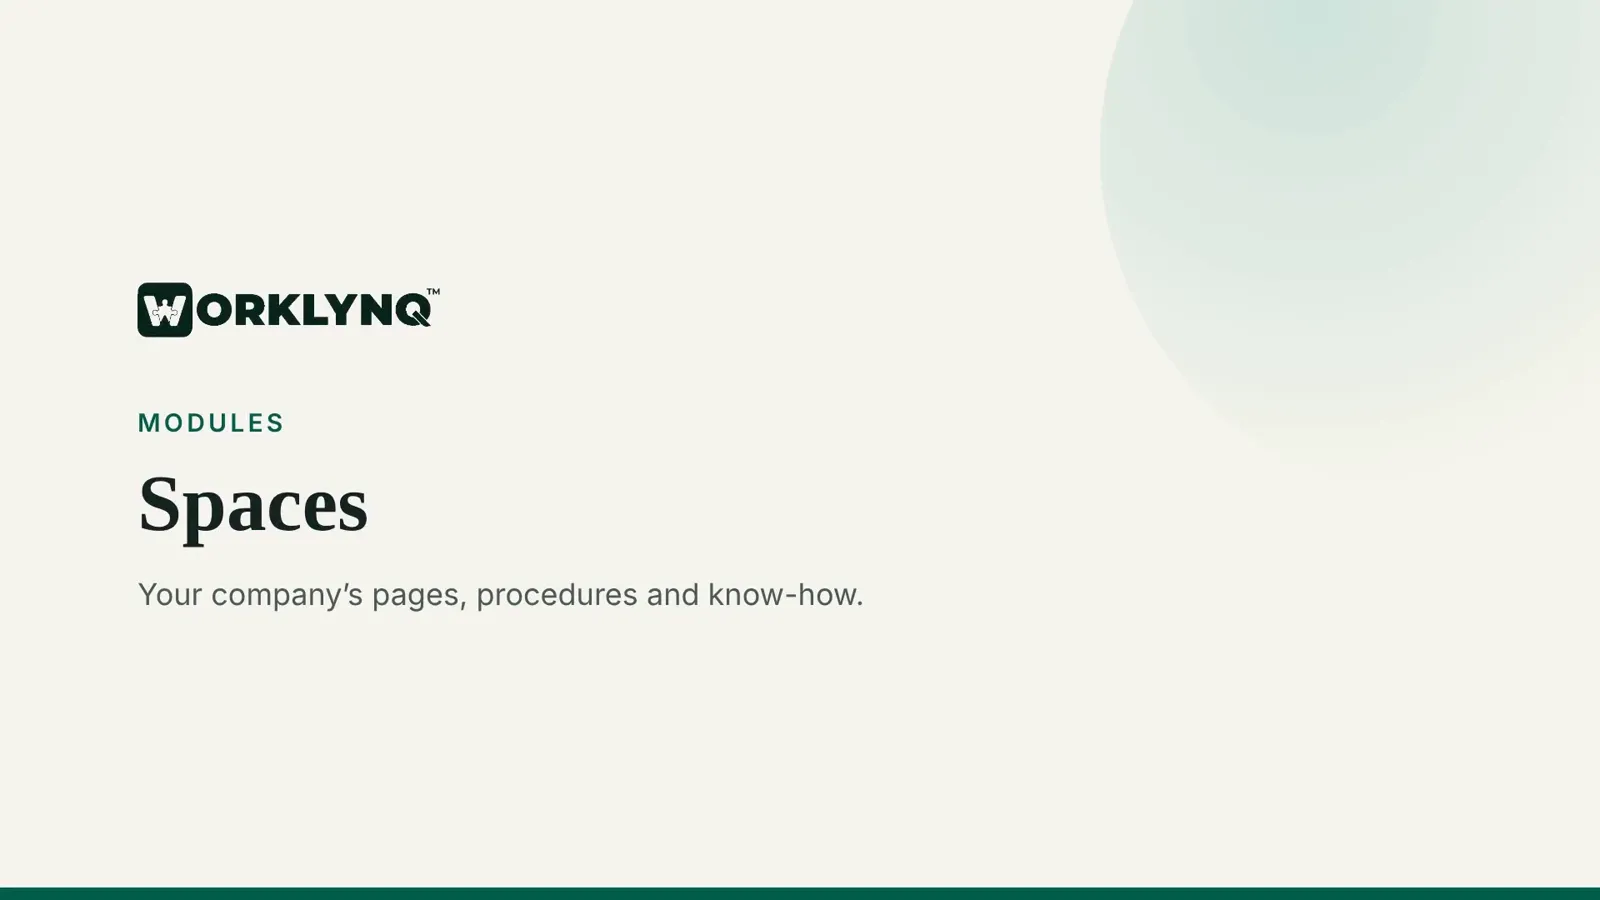 WORKLYNQ™
MODULES
Spaces
Your company’s pages, procedures and know-how.